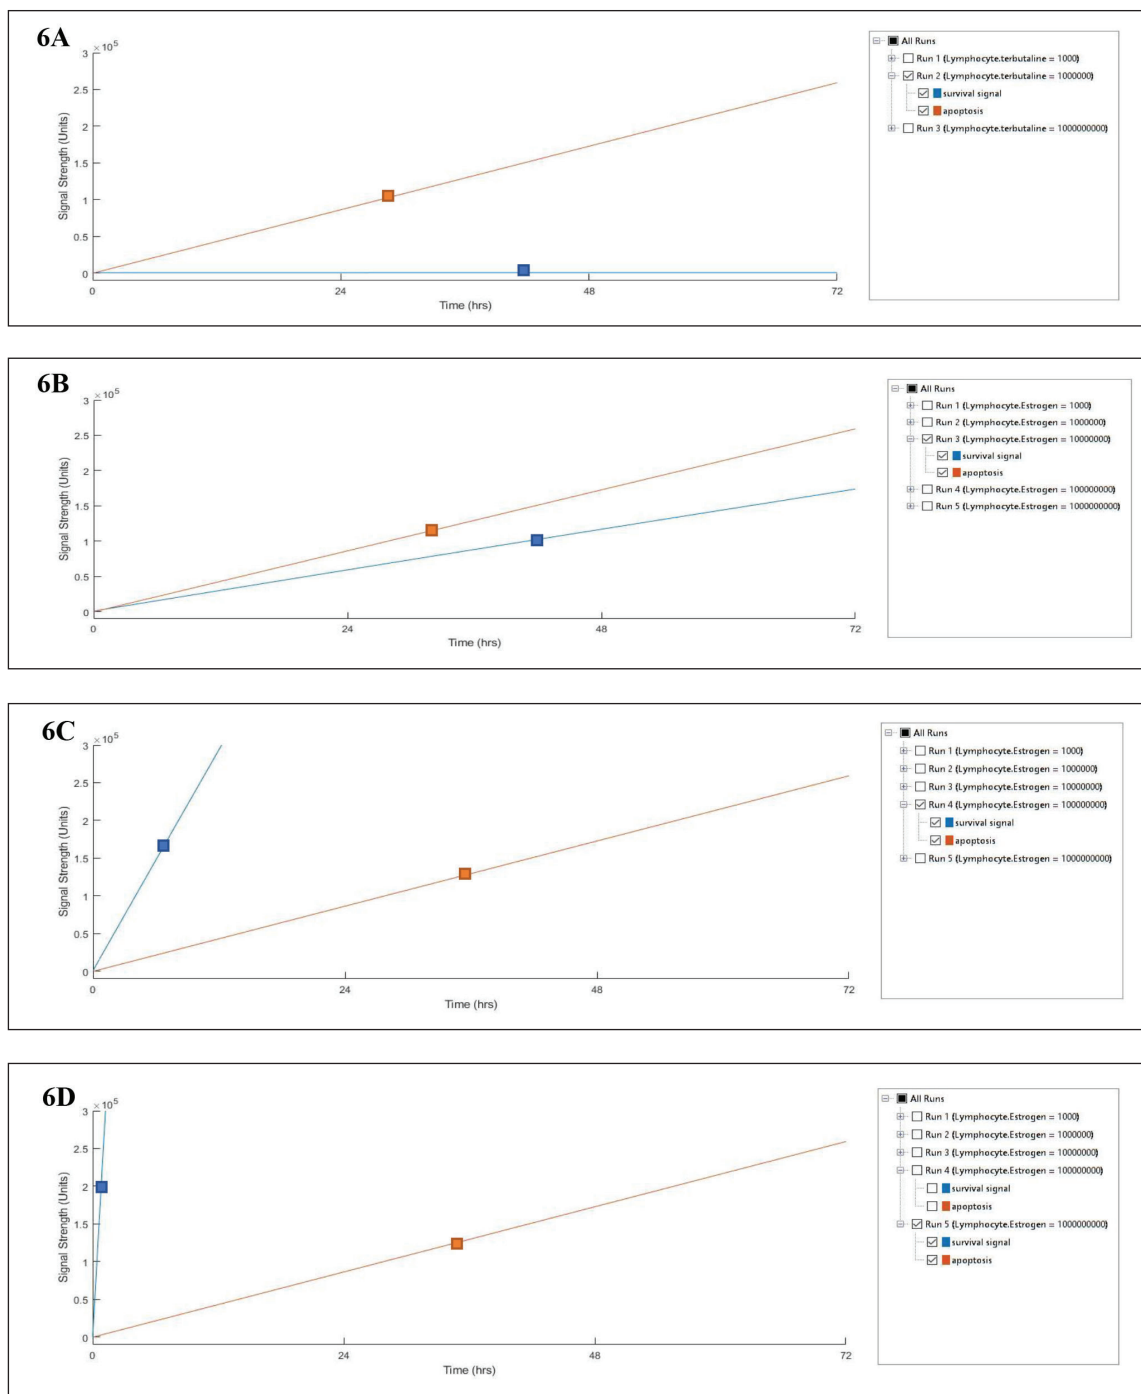 6A
× 10⁵
3
2.5
2
1.5
1
0.5
0
Signal Strength (Units)
0 24 48 72
Time (hrs)
All Runs
Run 1 (Lymphocyte.terbutaline = 1000)
Run 2 (Lymphocyte.terbutaline = 1000000)
survival signal
apoptosis
Run 3 (Lymphocyte.terbutaline = 1000000000)
6B
× 10⁵
3
2.5
2
1.5
1
0.5
0
Signal Strength (Units)
0 24 48 72
Time (hrs)
All Runs
Run 1 (Lymphocyte.Estrogen = 1000)
Run 2 (Lymphocyte.Estrogen = 1000000)
Run 3 (Lymphocyte.Estrogen = 10000000)
survival signal
apoptosis
Run 4 (Lymphocyte.Estrogen = 100000000)
Run 5 (Lymphocyte.Estrogen = 1000000000)
6C
× 10⁵
3
2.5
2
1.5
1
0.5
0
Signal Strength (Units)
0 24 48 72
Time (hrs)
All Runs
Run 1 (Lymphocyte.Estrogen = 1000)
Run 2 (Lymphocyte.Estrogen = 1000000)
Run 3 (Lymphocyte.Estrogen = 10000000)
Run 4 (Lymphocyte.Estrogen = 100000000)
survival signal
apoptosis
Run 5 (Lymphocyte.Estrogen = 1000000000)
6D
× 10⁵
3
2.5
2
1.5
1
0.5
0
Signal Strength (Units)
0 24 48 72
Time (hrs)
All Runs
Run 1 (Lymphocyte.Estrogen = 1000)
Run 2 (Lymphocyte.Estrogen = 1000000)
Run 3 (Lymphocyte.Estrogen = 10000000)
Run 4 (Lymphocyte.Estrogen = 100000000)
survival signal
apoptosis
Run 5 (Lymphocyte.Estrogen = 1000000000)
survival signal
apoptosis